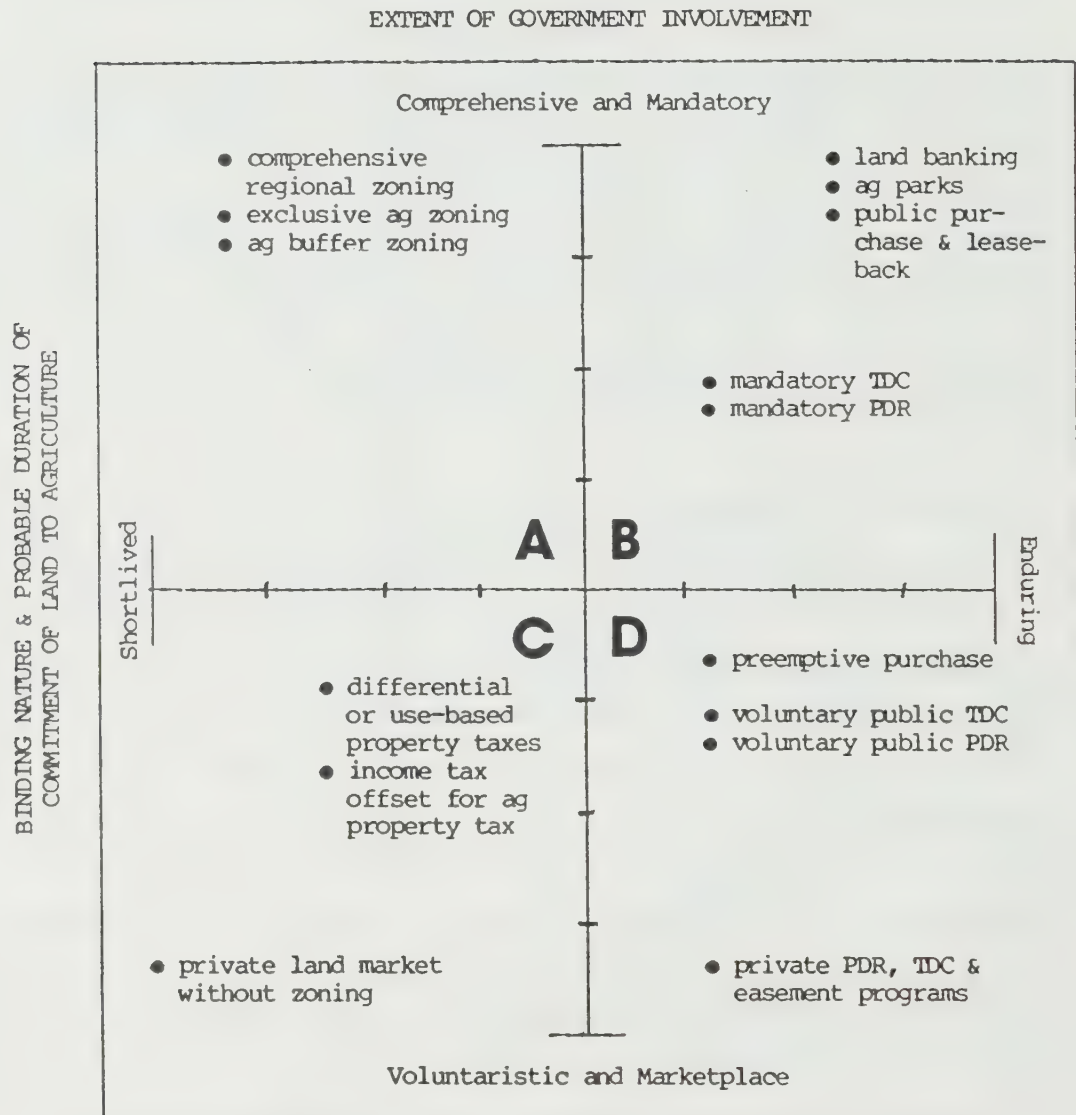 EXTENT OF GOVERNMENT INVOLVEMENT
Comprehensive and Mandatory
• comprehensive
regional zoning
• exclusive ag zoning
• ag buffer zoning
• land banking
• ag parks
• public pur-
chase & lease-
back
• mandatory TDC
• mandatory PDR
BINDING NATURE & PROBABLE DURATION OF
COMMITMENT OF LAND TO AGRICULTURE
Shortlived
A B
C D
Enduring
• differential
or use-based
property taxes
• income tax
offset for ag
property tax
• preemptive purchase
• voluntary public TDC
• voluntary public PDR
• private land market
without zoning
• private PDR, TDC &
easement programs
Voluntaristic and Marketplace